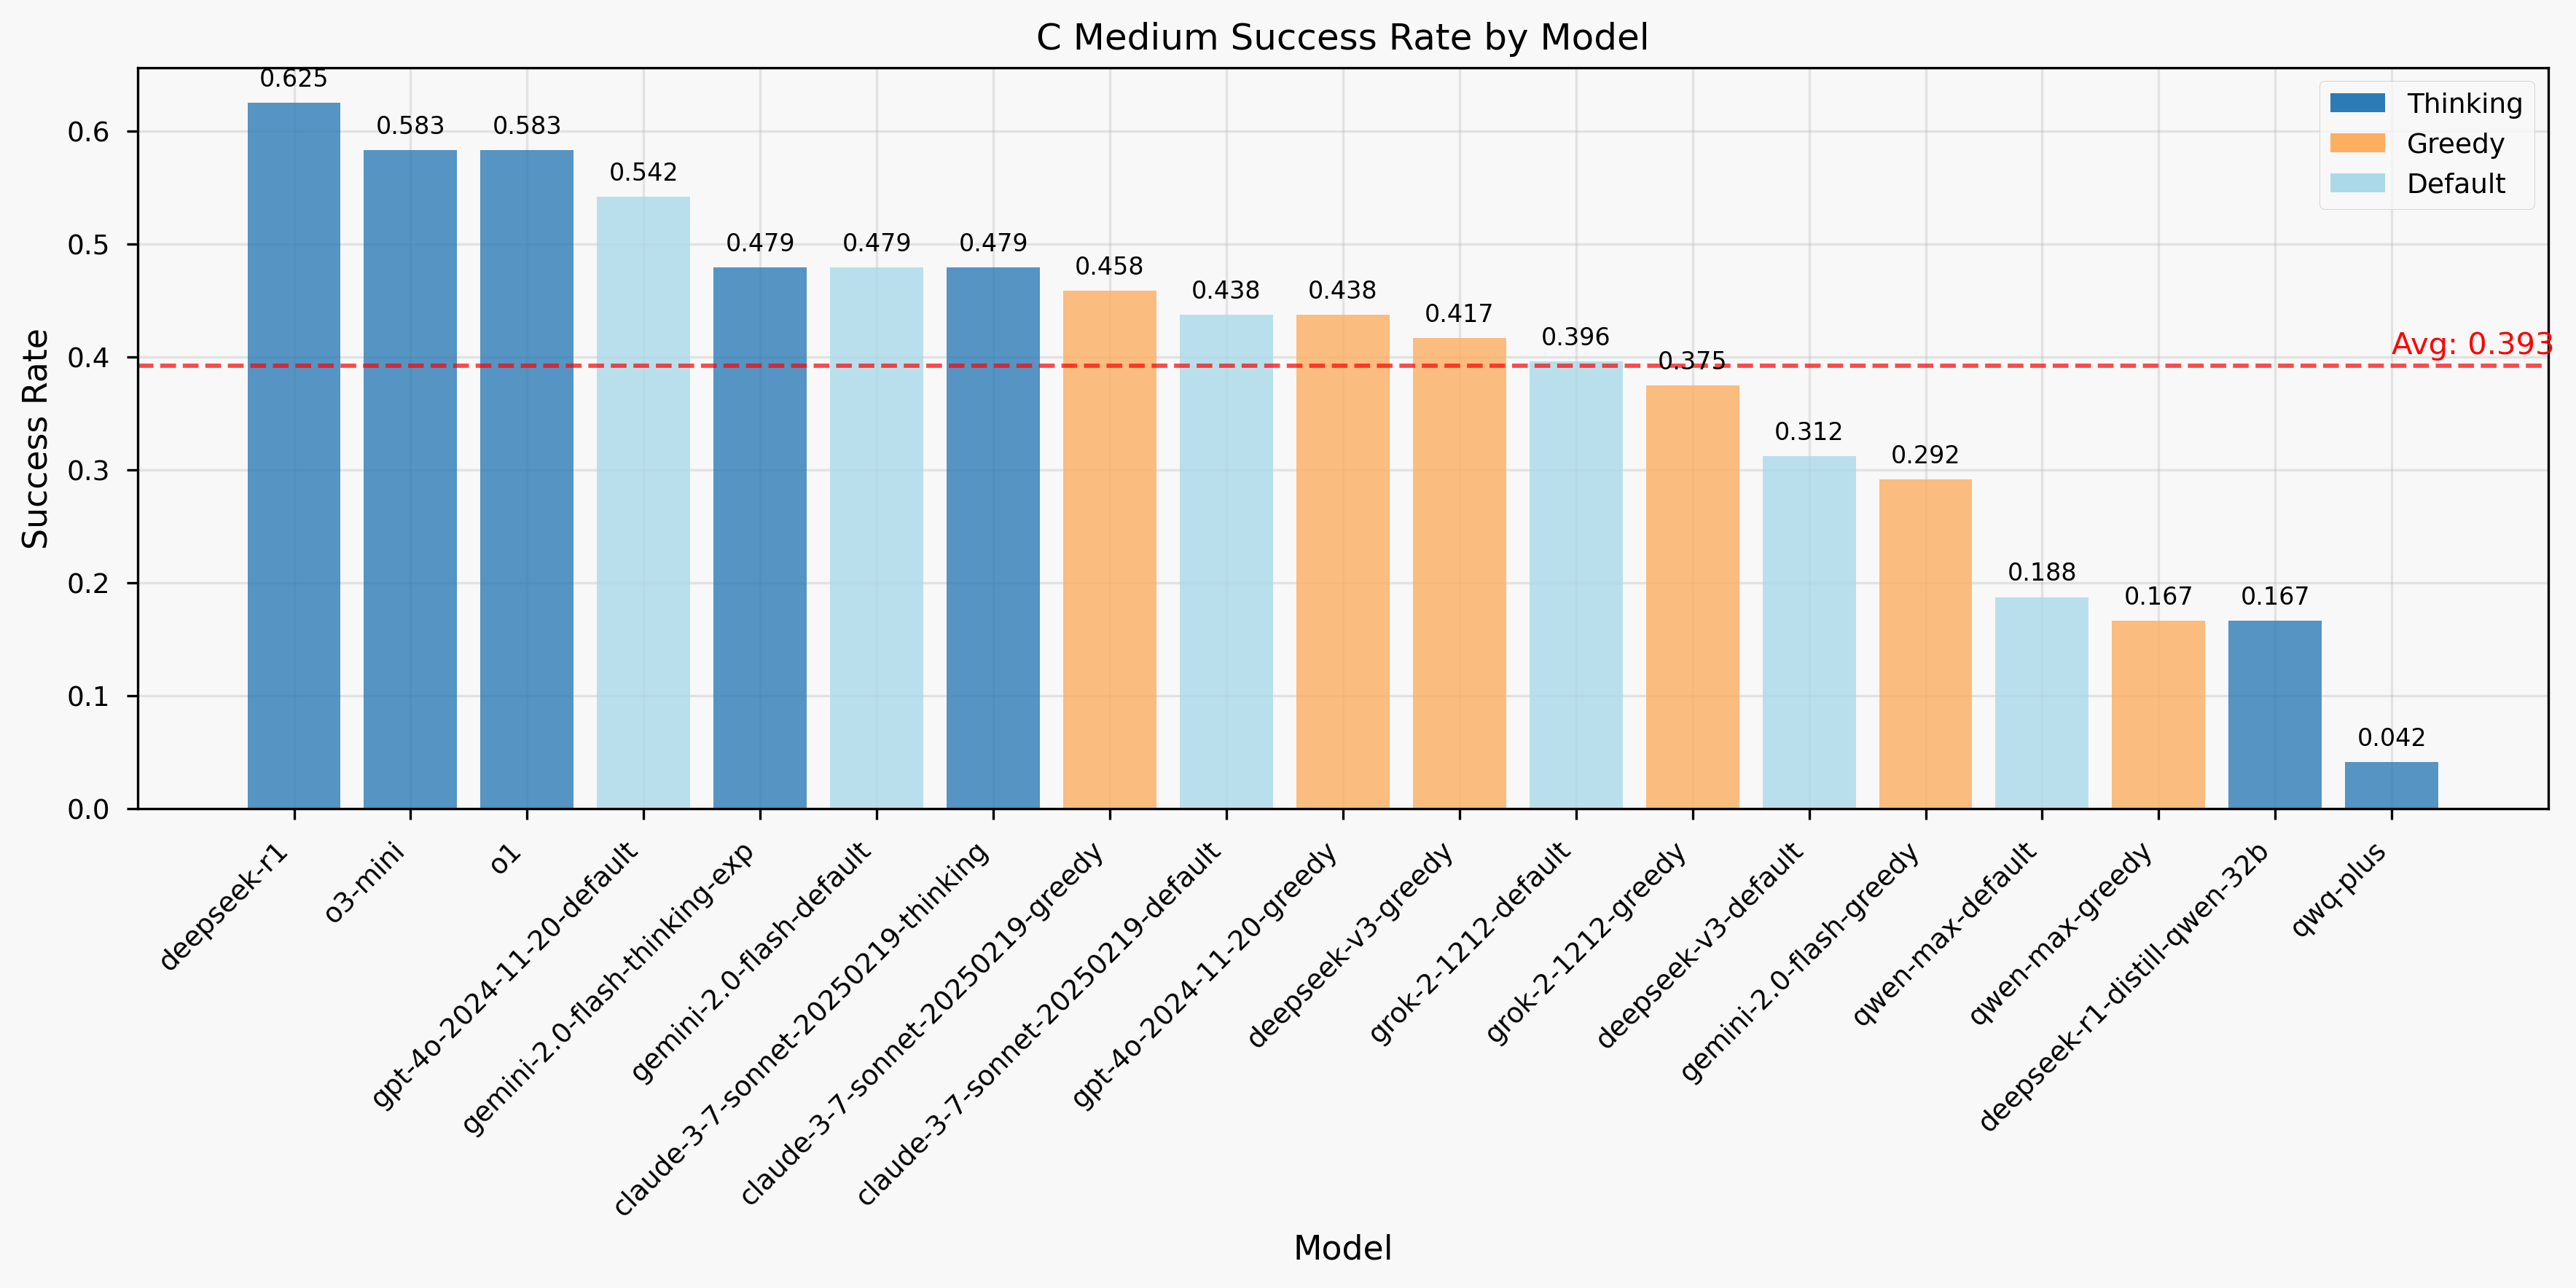 C Medium Success Rate by Model
Success Rate
0.6
0.5
0.4
0.3
0.2
0.1
0.0
0.625
0.583
0.583
0.542
0.479
0.479
0.479
0.458
0.438
0.438
0.417
0.396
0.375
0.312
0.292
0.188
0.167
0.167
0.042
Avg: 0.393
Thinking
Greedy
Default
deepseek-r1
o3-mini
o1
gpt-4o-2024-11-20-default
gemini-2.0-flash-thinking-exp
gemini-2.0-flash-default
claude-3-7-sonnet-20250219-thinking
claude-3-7-sonnet-20250219-greedy
claude-3-7-sonnet-20250219-default
gpt-4o-2024-11-20-greedy
deepseek-v3-greedy
grok-2-1212-default
grok-2-1212-greedy
deepseek-v3-default
gemini-2.0-flash-greedy
qwen-max-default
qwen-max-greedy
deepseek-r1-distill-qwen-32b
qwq-plus
Model